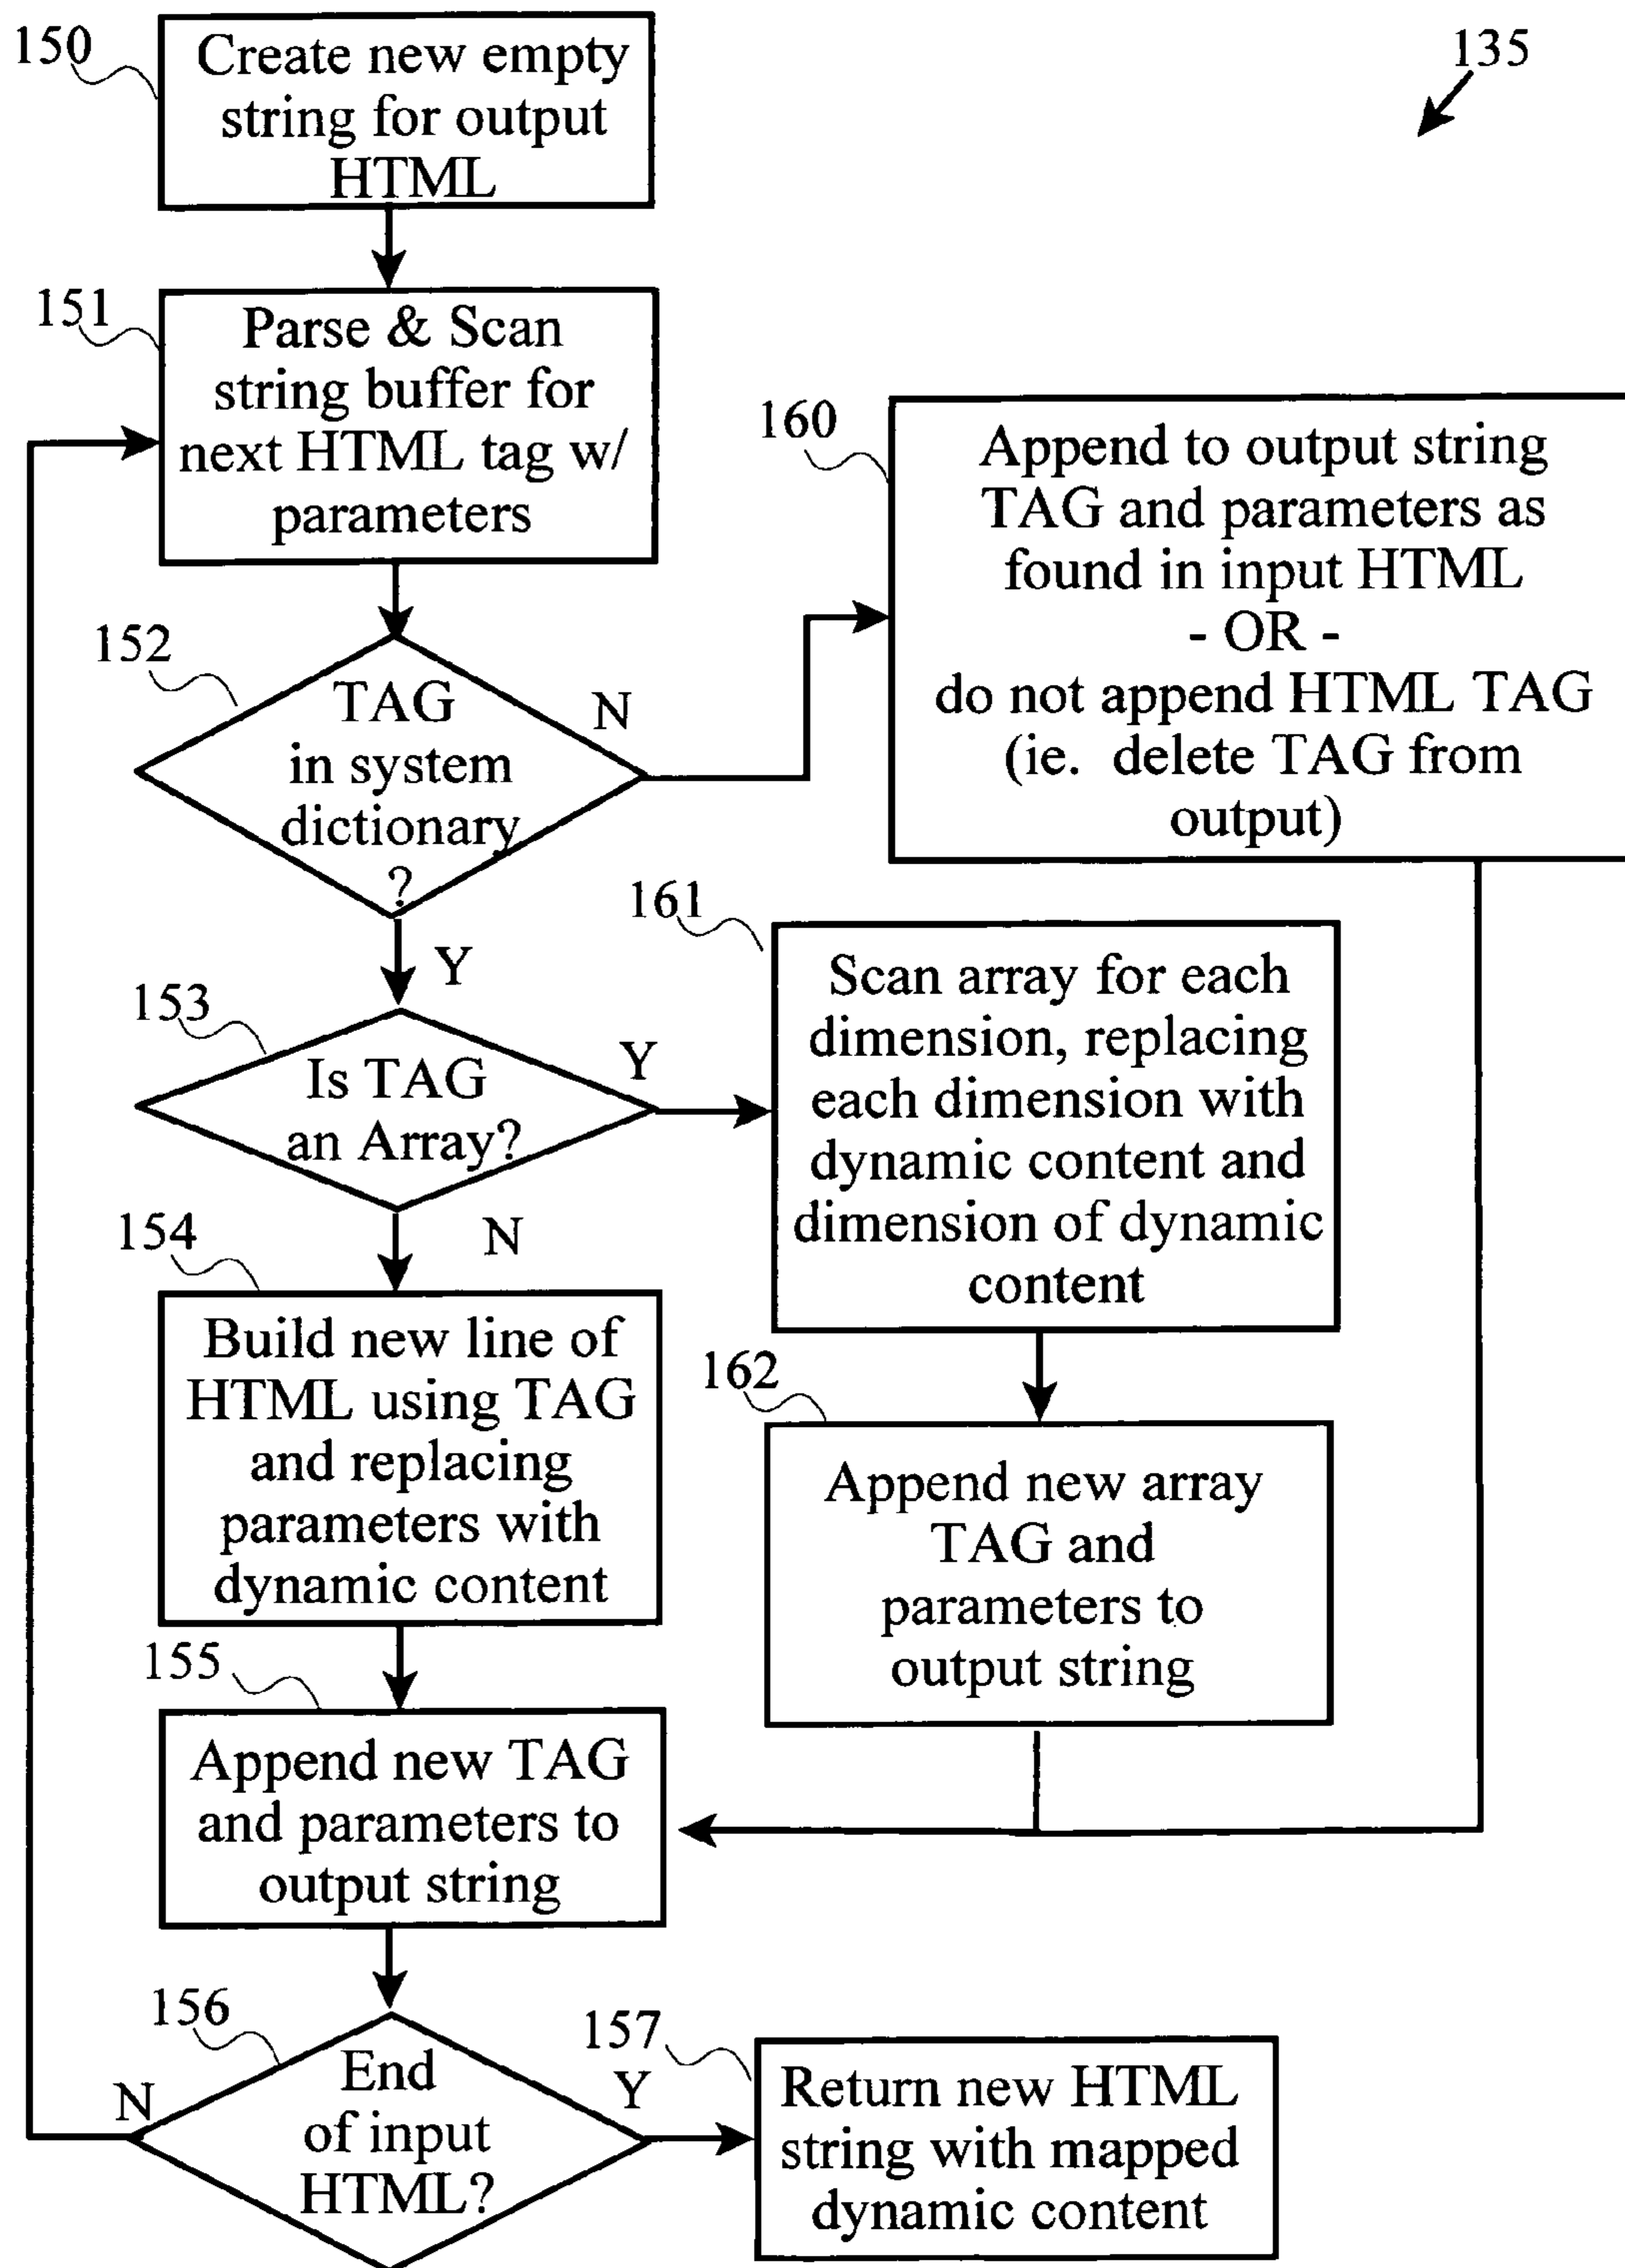 150
Create new empty
string for output
HTML
135
151
Parse & Scan
string buffer for
next HTML tag w/
parameters
160
Append to output string
TAG and parameters as
found in input HTML
- OR -
do not append HTML TAG
(ie. delete TAG from
output)
152
TAG
in system
dictionary
?
N
Y
161
Scan array for each
dimension, replacing
each dimension with
dynamic content and
dimension of dynamic
content
153
Is TAG
an Array?
Y
N
154
Build new line of
HTML using TAG
and replacing
parameters with
dynamic content
162
Append new array
TAG and
parameters to
output string
155
Append new TAG
and parameters to
output string
156
End
of input
HTML?
N
Y
157
Return new HTML
string with mapped
dynamic content